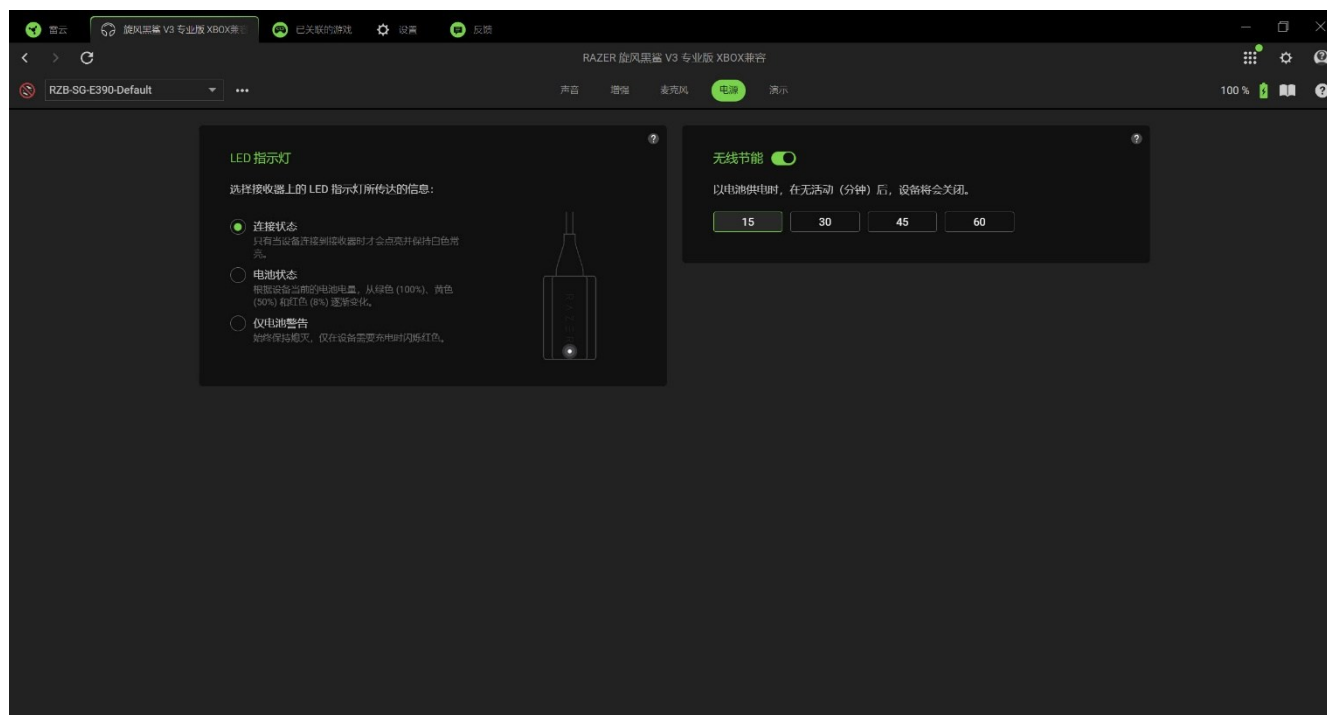 雷云
旋风黑鲨 V3 专业版 XBOX兼容
已关联的游戏
设置
反馈
RAZER 旋风黑鲨 V3 专业版 XBOX兼容
RZB-SG-E390-Default
声音
增强
麦克风
电源
演示
100 %
LED 指示灯
选择接收器上的 LED 指示灯所传达的信息：
连接状态
只有当设备连接到接收器时才会点亮并保持白色常
亮。
电池状态
根据设备当前的电池电量，从绿色 (100%)、黄色
(50%) 和红色 (8%) 逐渐变化。
仅电池警告
始终保持熄灭，仅在设备需要充电时闪烁红色。
RAZER
无线节能
以电池供电时，在无活动（分钟）后，设备将会关闭。
15
30
45
60